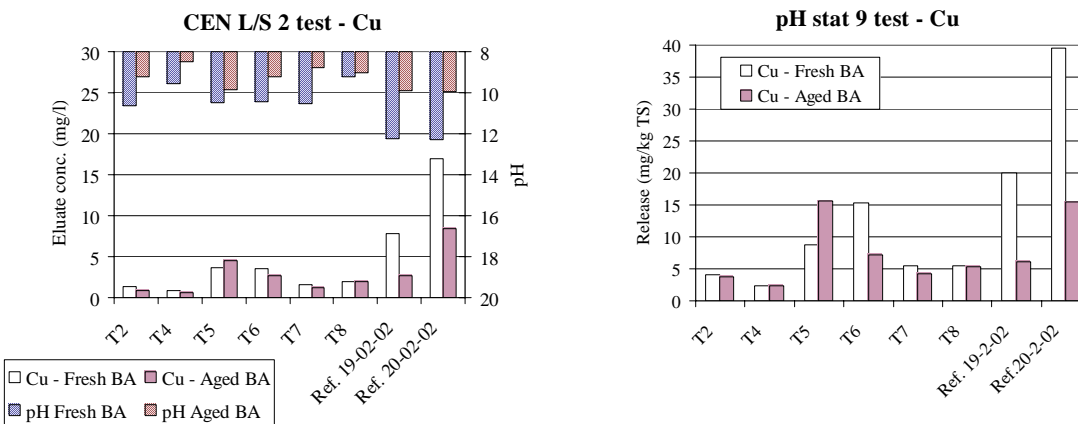 CEN L/S 2 test - Cu
Eluate conc. (mg/l)
30
25
20
15
10
5
0
8
10
12
14
16
18
20
pH
T2
T4
T5
T6
T7
T8
Ref. 19-02-02
Ref. 20-02-02
Cu - Fresh BA
Cu - Aged BA
pH Fresh BA
pH Aged BA
pH stat 9 test - Cu
Release (mg/kg TS)
40
35
30
25
20
15
10
5
0
Cu - Fresh BA
Cu - Aged BA
T2
T4
T5
T6
T7
T8
Ref. 19-2-02
Ref.20-2-02